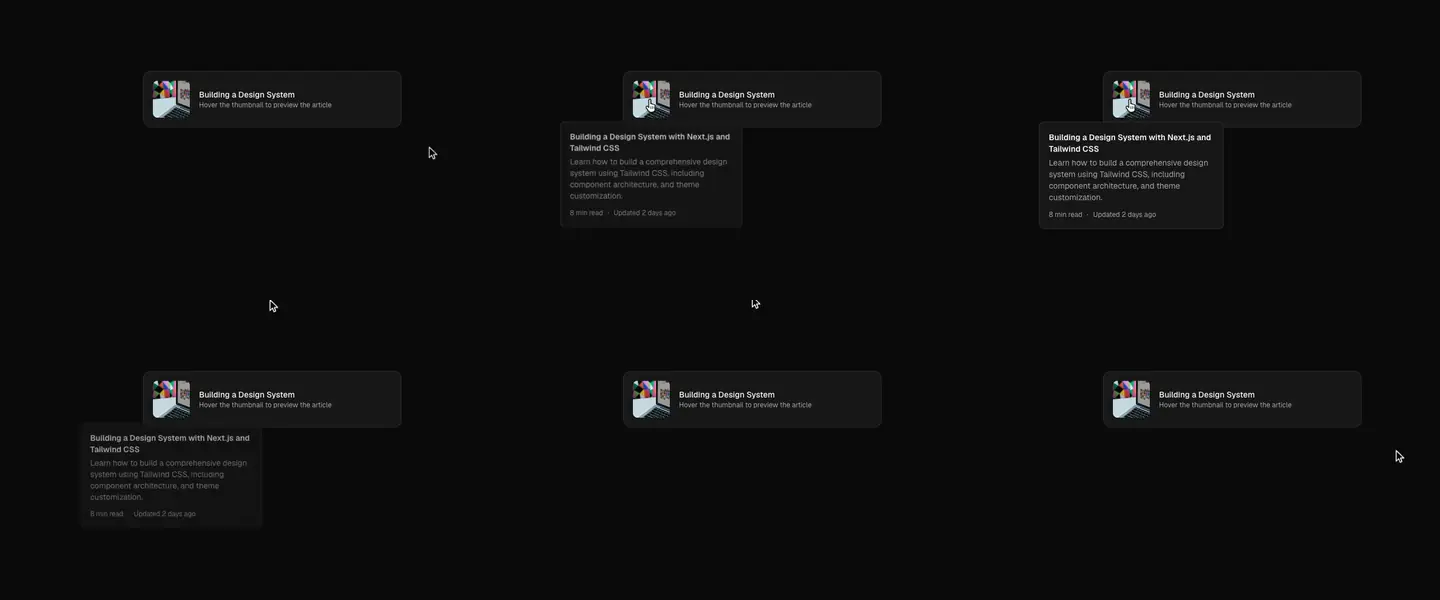 Building a Design System
Hover the thumbnail to preview the article
Building a Design System
Hover the thumbnail to preview the article
Building a Design System
Hover the thumbnail to preview the article
Building a Design System with Next.js and
Tailwind CSS
Learn how to build a comprehensive design
system using Tailwind CSS, including
component architecture, and theme
customization.
8 min read · Updated 2 days ago
Building a Design System with Next.js and
Tailwind CSS
Learn how to build a comprehensive design
system using Tailwind CSS, including
component architecture, and theme
customization.
8 min read · Updated 2 days ago
Building a Design System
Hover the thumbnail to preview the article
Building a Design System
Hover the thumbnail to preview the article
Building a Design System
Hover the thumbnail to preview the article
Building a Design System with Next.js and
Tailwind CSS
Learn how to build a comprehensive design
system using Tailwind CSS, including
component architecture, and theme
customization.
8 min read Updated 2 days ago